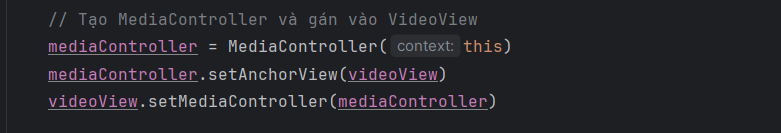 // Tạo MediaController và gán vào VideoView
mediaController = MediaController( context: this)
mediaController.setAnchorView(videoView)
videoView.setMediaController(mediaController)